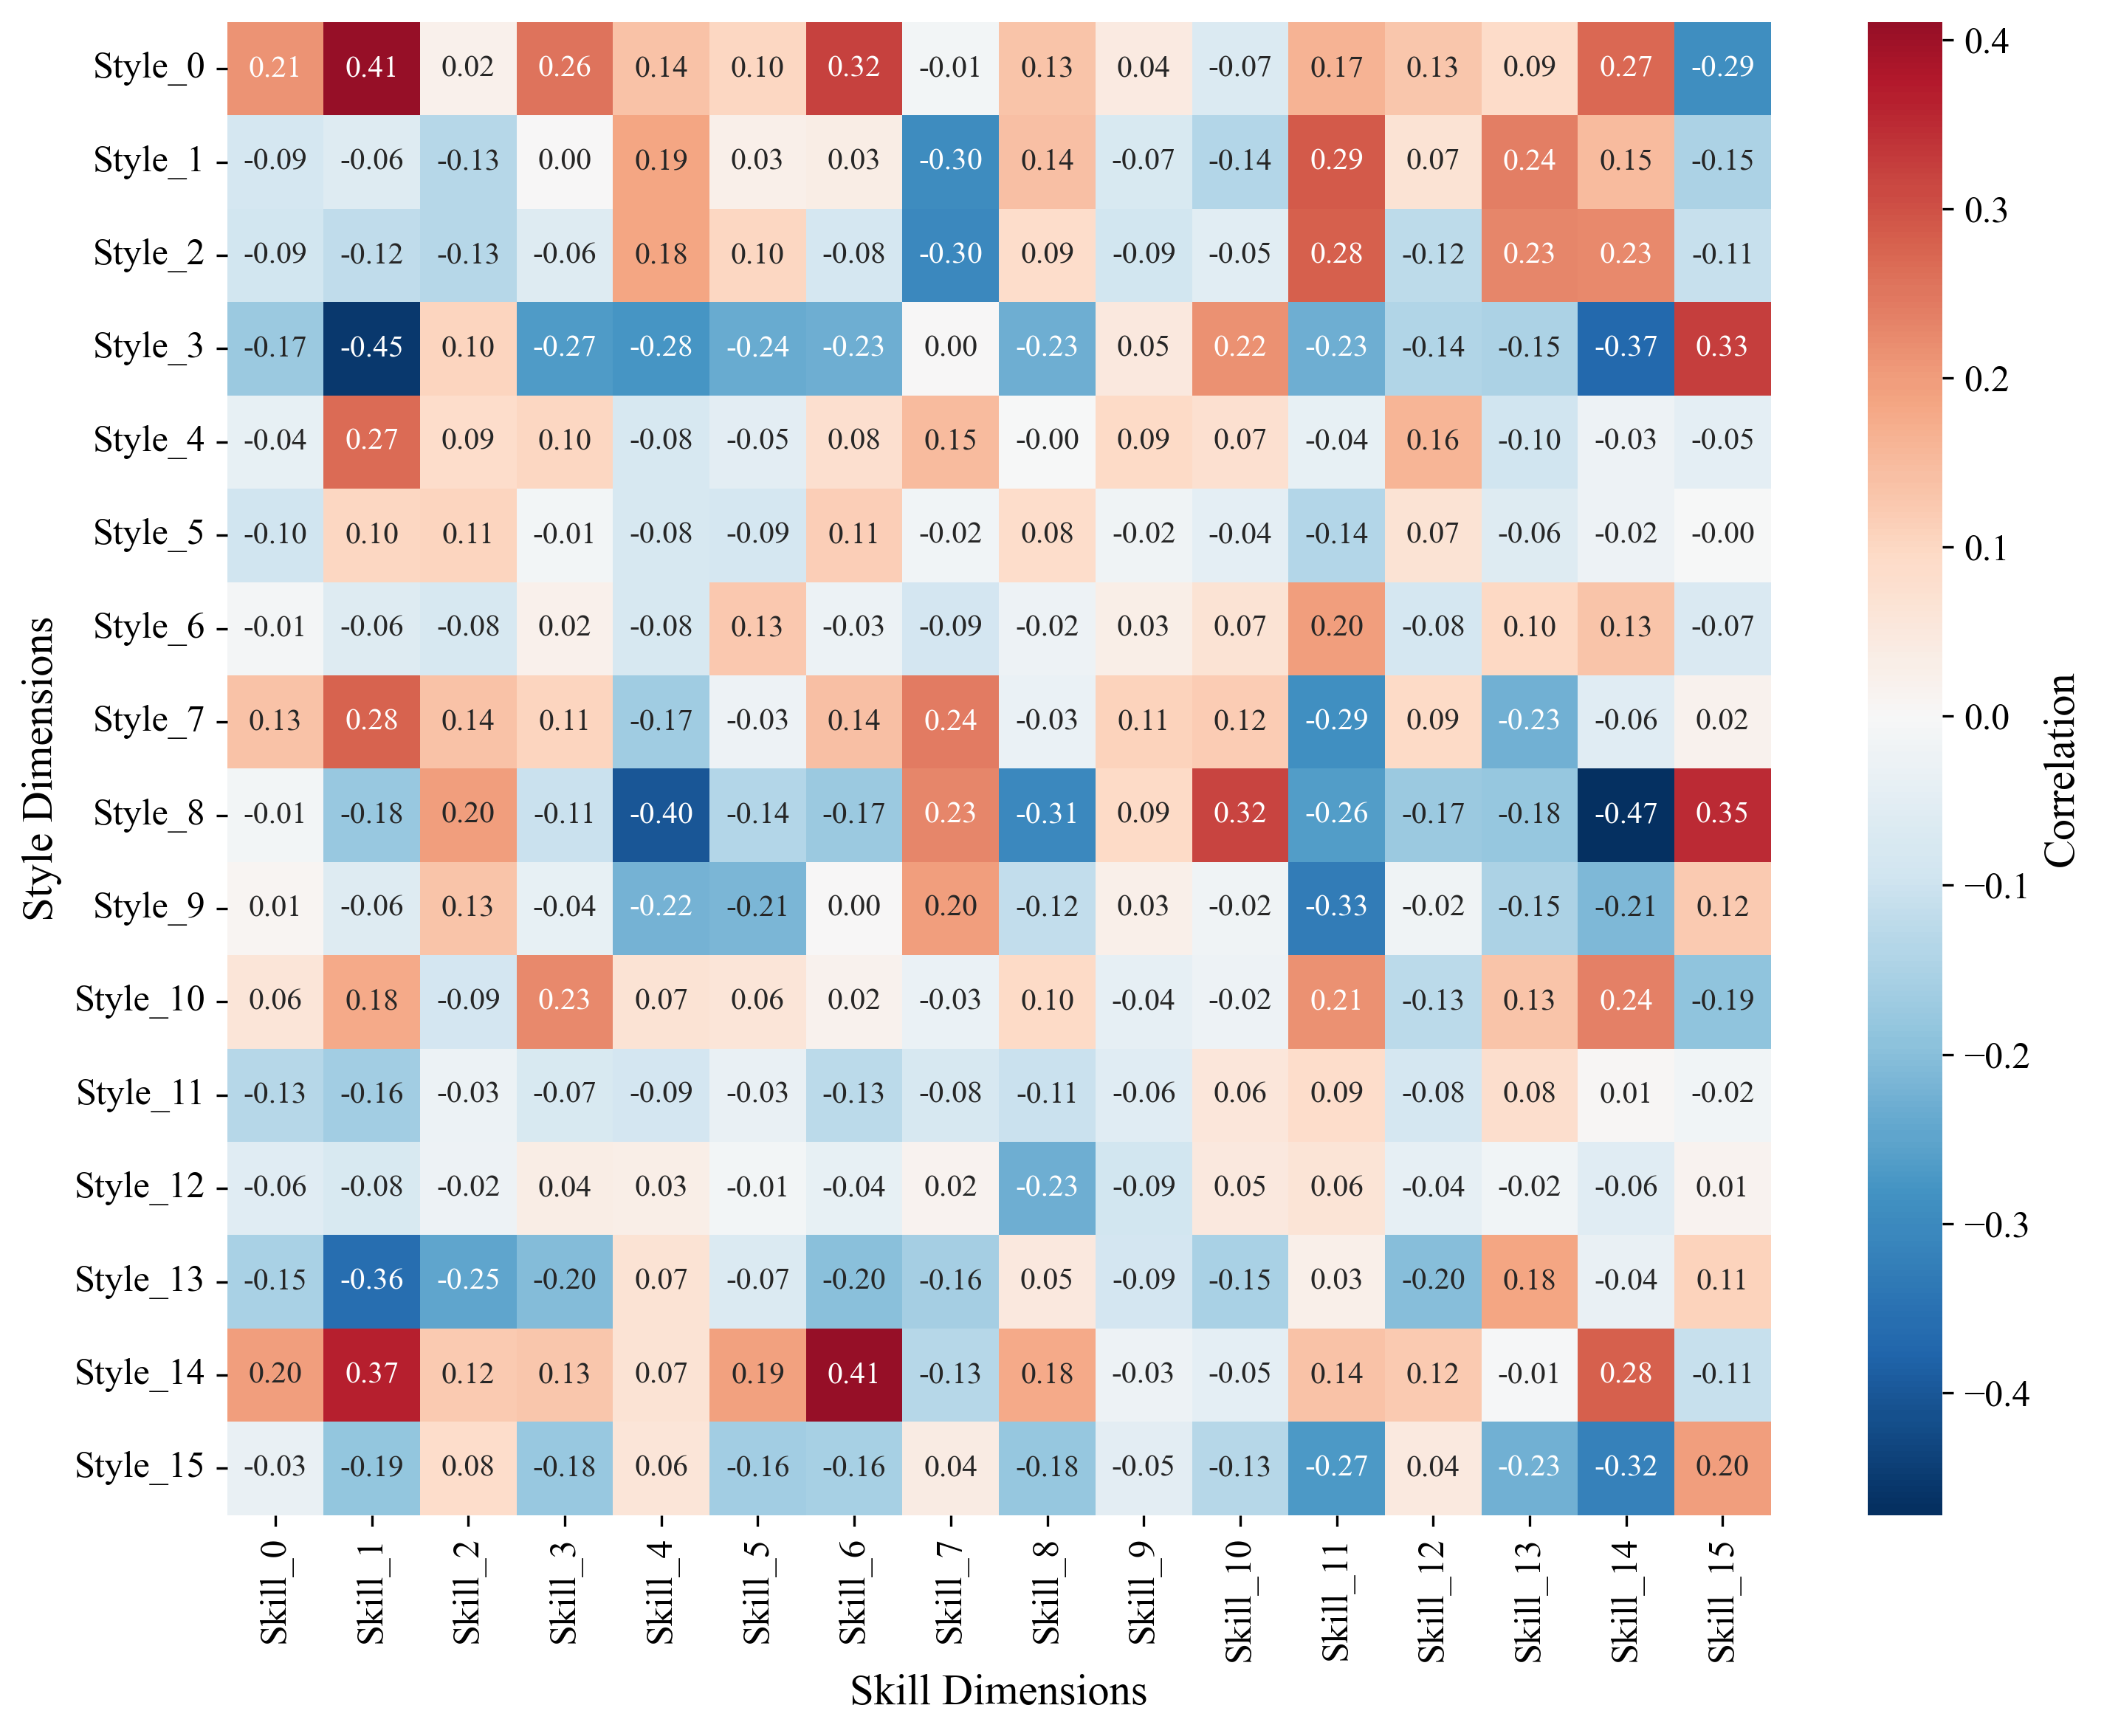 Style_0 0.21 0.41 0.02 0.26 0.14 0.10 0.32 -0.01 0.13 0.04 -0.07 0.17 0.13 0.09 0.27 -0.29
Style_1 -0.09 -0.06 -0.13 0.00 0.19 0.03 0.03 -0.30 0.14 -0.07 -0.14 0.29 0.07 0.24 0.15 -0.15
Style_2 -0.09 -0.12 -0.13 -0.06 0.18 0.10 -0.08 -0.30 0.09 -0.09 -0.05 0.28 -0.12 0.23 0.23 -0.11
Style_3 -0.17 -0.45 0.10 -0.27 -0.28 -0.24 -0.23 0.00 -0.23 0.05 0.22 -0.23 -0.14 -0.15 -0.37 0.33
Style_4 -0.04 0.27 0.09 0.10 -0.08 -0.05 0.08 0.15 -0.00 0.09 0.07 -0.04 0.16 -0.10 -0.03 -0.05
Style_5 -0.10 0.10 0.11 -0.01 -0.08 -0.09 0.11 -0.02 0.08 -0.02 -0.04 -0.14 0.07 -0.06 -0.02 -0.00
Style_6 -0.01 -0.06 -0.08 0.02 -0.08 0.13 -0.03 -0.09 -0.02 0.03 0.07 0.20 -0.08 0.10 0.13 -0.07
Style_7 0.13 0.28 0.14 0.11 -0.17 -0.03 0.14 0.24 -0.03 0.11 0.12 -0.29 0.09 -0.23 -0.06 0.02
Style_8 -0.01 -0.18 0.20 -0.11 -0.40 -0.14 -0.17 0.23 -0.31 0.09 0.32 -0.26 -0.17 -0.18 -0.47 0.35
Style_9 0.01 -0.06 0.13 -0.04 -0.22 -0.21 0.00 0.20 -0.12 0.03 -0.02 -0.33 -0.02 -0.15 -0.21 0.12
Style_10 0.06 0.18 -0.09 0.23 0.07 0.06 0.02 -0.03 0.10 -0.04 -0.02 0.21 -0.13 0.13 0.24 -0.19
Style_11 -0.13 -0.16 -0.03 -0.07 -0.09 -0.03 -0.13 -0.08 -0.11 -0.06 0.06 0.09 -0.08 0.08 0.01 -0.02
Style_12 -0.06 -0.08 -0.02 0.04 0.03 -0.01 -0.04 0.02 -0.23 -0.09 0.05 0.06 -0.04 -0.02 -0.06 0.01
Style_13 -0.15 -0.36 -0.25 -0.20 0.07 -0.07 -0.20 -0.16 0.05 -0.09 -0.15 0.03 -0.20 0.18 -0.04 0.11
Style_14 0.20 0.37 0.12 0.13 0.07 0.19 0.41 -0.13 0.18 -0.03 -0.05 0.14 0.12 -0.01 0.28 -0.11
Style_15 -0.03 -0.19 0.08 -0.18 0.06 -0.16 -0.16 0.04 -0.18 -0.05 -0.13 -0.27 0.04 -0.23 -0.32 0.20
Skill_0 Skill_1 Skill_2 Skill_3 Skill_4 Skill_5 Skill_6 Skill_7 Skill_8 Skill_9 Skill_10 Skill_11 Skill_12 Skill_13 Skill_14 Skill_15
Skill Dimensions
Style Dimensions
0.4
0.3
0.2
0.1
0.0
−0.1
−0.2
−0.3
−0.4
Correlation